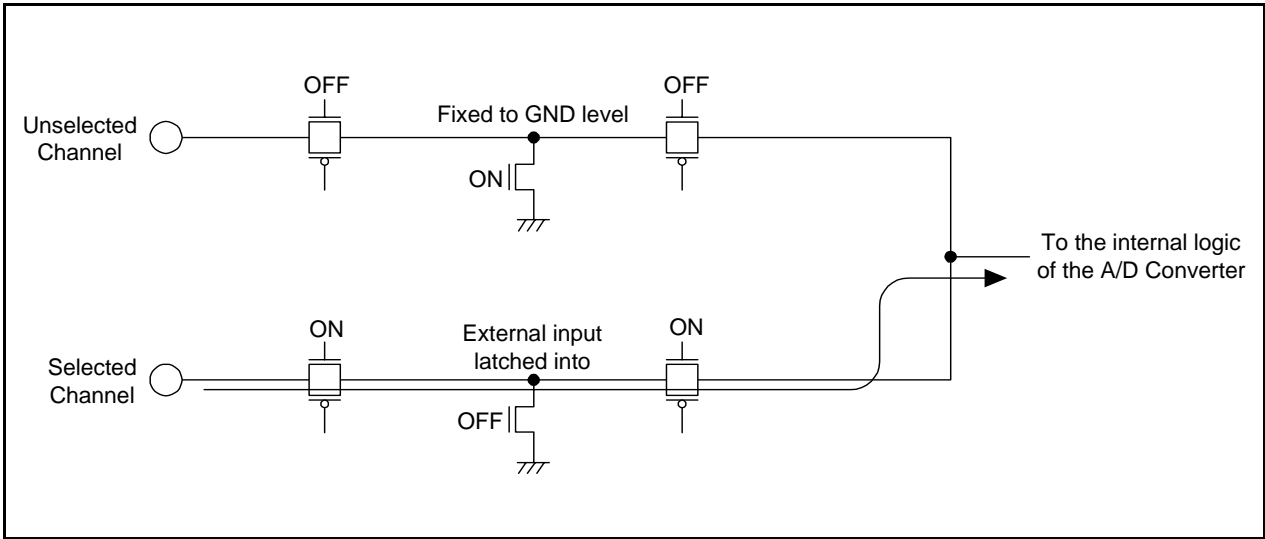 OFF
OFF
Unselected
Channel
Fixed to GND level
ON
To the internal logic
of the A/D Converter
ON
External input
latched into
ON
Selected
Channel
OFF